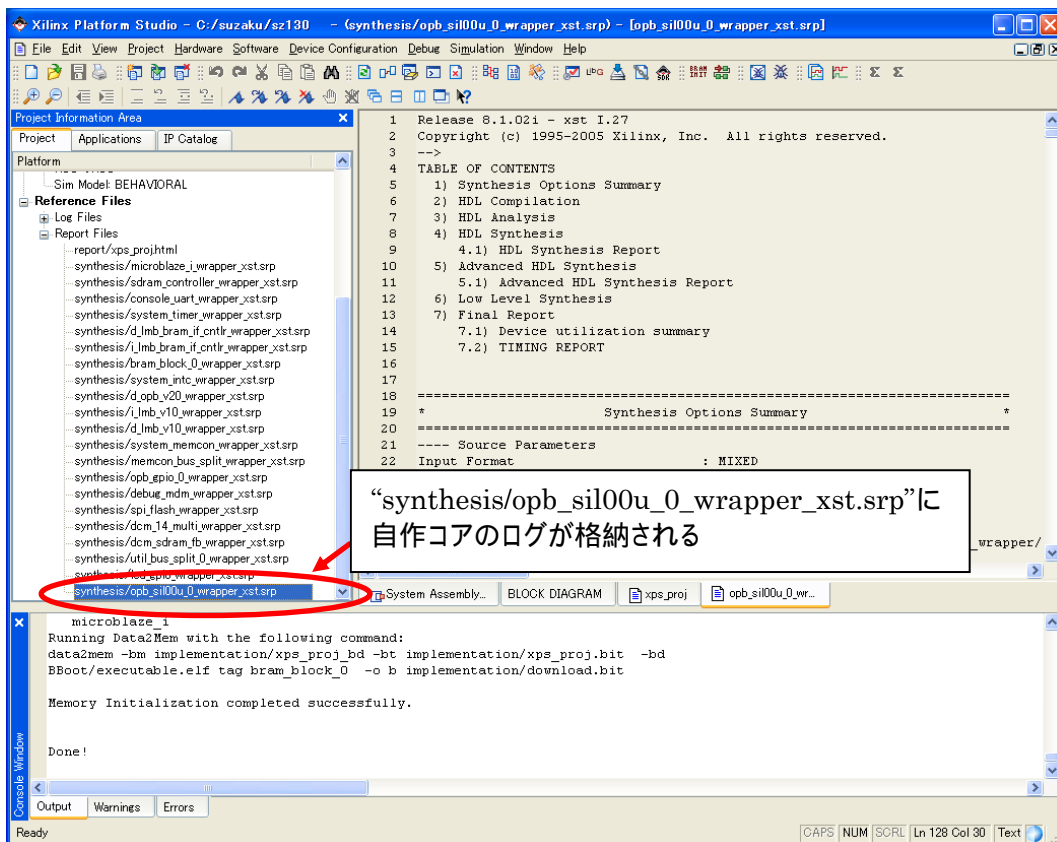 Xilinx Platform Studio - C:/suzaku/sz130 - (synthesis/opb_sil00u_0_wrapper_xst.srp) - [opb_sil00u_0_wrapper_xst.srp]
File Edit View Project Hardware Software Device Configuration Debug Simulation Window Help
Project Information Area
Project Applications IP Catalog
Platform
Sim Model: BEHAVIORAL
Reference Files
Log Files
Report Files
report/xps_proj.html
synthesis/microblaze_i_wrapper_xst.srp
synthesis/sdram_controller_wrapper_xst.srp
synthesis/console_uart_wrapper_xst.srp
synthesis/system_timer_wrapper_xst.srp
synthesis/d_lmb_bram_if_cntlr_wrapper_xst.srp
synthesis/i_lmb_bram_if_cntlr_wrapper_xst.srp
synthesis/bram_block_0_wrapper_xst.srp
synthesis/system_intc_wrapper_xst.srp
synthesis/d_opb_v20_wrapper_xst.srp
synthesis/i_lmb_v10_wrapper_xst.srp
synthesis/d_lmb_v10_wrapper_xst.srp
synthesis/system_memcon_wrapper_xst.srp
synthesis/memcon_bus_split_wrapper_xst.srp
synthesis/opb_gpio_0_wrapper_xst.srp
synthesis/debug_mdm_wrapper_xst.srp
synthesis/spi_flash_wrapper_xst.srp
synthesis/dcm_14_multi_wrapper_xst.srp
synthesis/dcm_sdram_fb_wrapper_xst.srp
synthesis/util_bus_split_0_wrapper_xst.srp
synthesis/led_gpio_wrapper_xst.srp
synthesis/opb_sil00u_0_wrapper_xst.srp
1 Release 8.1.02i - xst I.27
2 Copyright (c) 1995-2005 Xilinx, Inc. All rights reserved.
3 -->
4 TABLE OF CONTENTS
5 1) Synthesis Options Summary
6 2) HDL Compilation
7 3) HDL Analysis
8 4) HDL Synthesis
9 4.1) HDL Synthesis Report
10 5) Advanced HDL Synthesis
11 5.1) Advanced HDL Synthesis Report
12 6) Low Level Synthesis
13 7) Final Report
14 7.1) Device utilization summary
15 7.2) TIMING REPORT
16
17
18 =========================================================================
19 * Synthesis Options Summary *
20 =========================================================================
21 ---- Source Parameters
22 Input Format : MIXED
“synthesis/opb_sil00u_0_wrapper_xst.srp”に
自作コアのログが格納される
_wrapper/
System Assembly... BLOCK DIAGRAM xps_proj opb_sil00u_0_wr...
microblaze_i
Running Data2Mem with the following command:
data2mem -bm implementation/xps_proj_bd -bt implementation/xps_proj.bit -bd
BBoot/executable.elf tag bram_block_0 -o b implementation/download.bit
Memory Initialization completed successfully.
Done!
Console Window
Output Warnings Errors
Ready CAPS NUM SCRL Ln 128 Col 30 Text